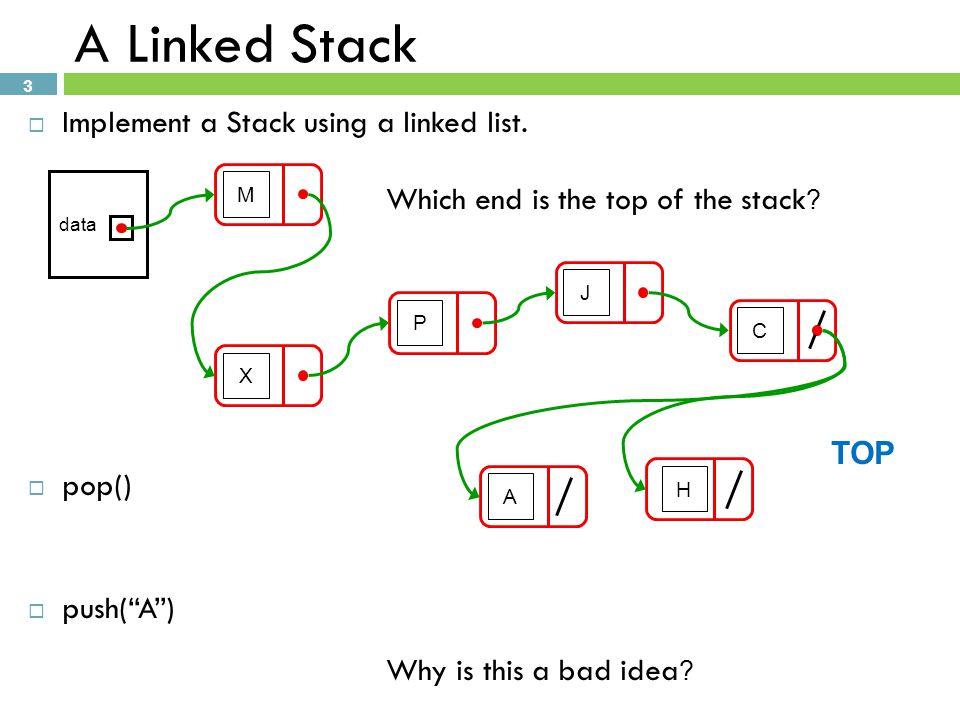 A Linked Stack
3
Implement a Stack using a linked list.
M
Which end is the top of the stack?
data
J
P
C
X
TOP
pop()
A
H
push(“A”)
Why is this a bad idea?